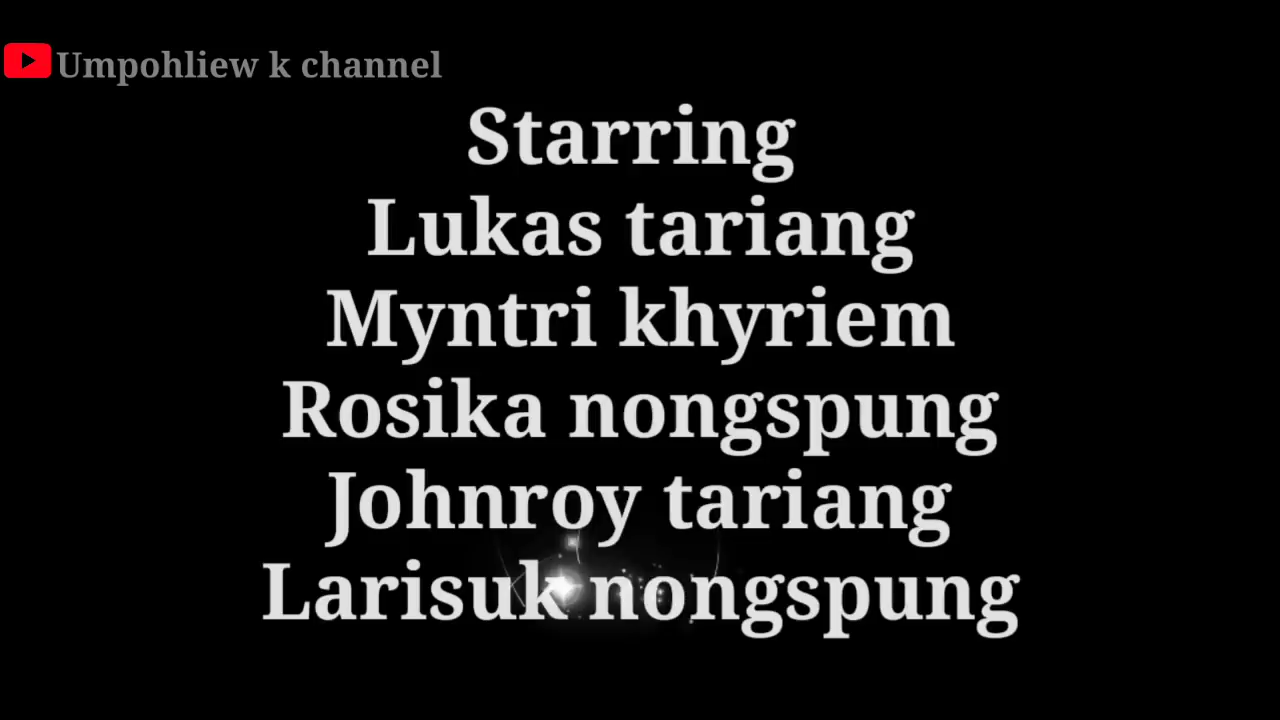 Umpohliew k channel
Starring
Lukas tariang
Myntri khyriem
Rosika nongspung
Johnroy tariang
Larisuk nongspung